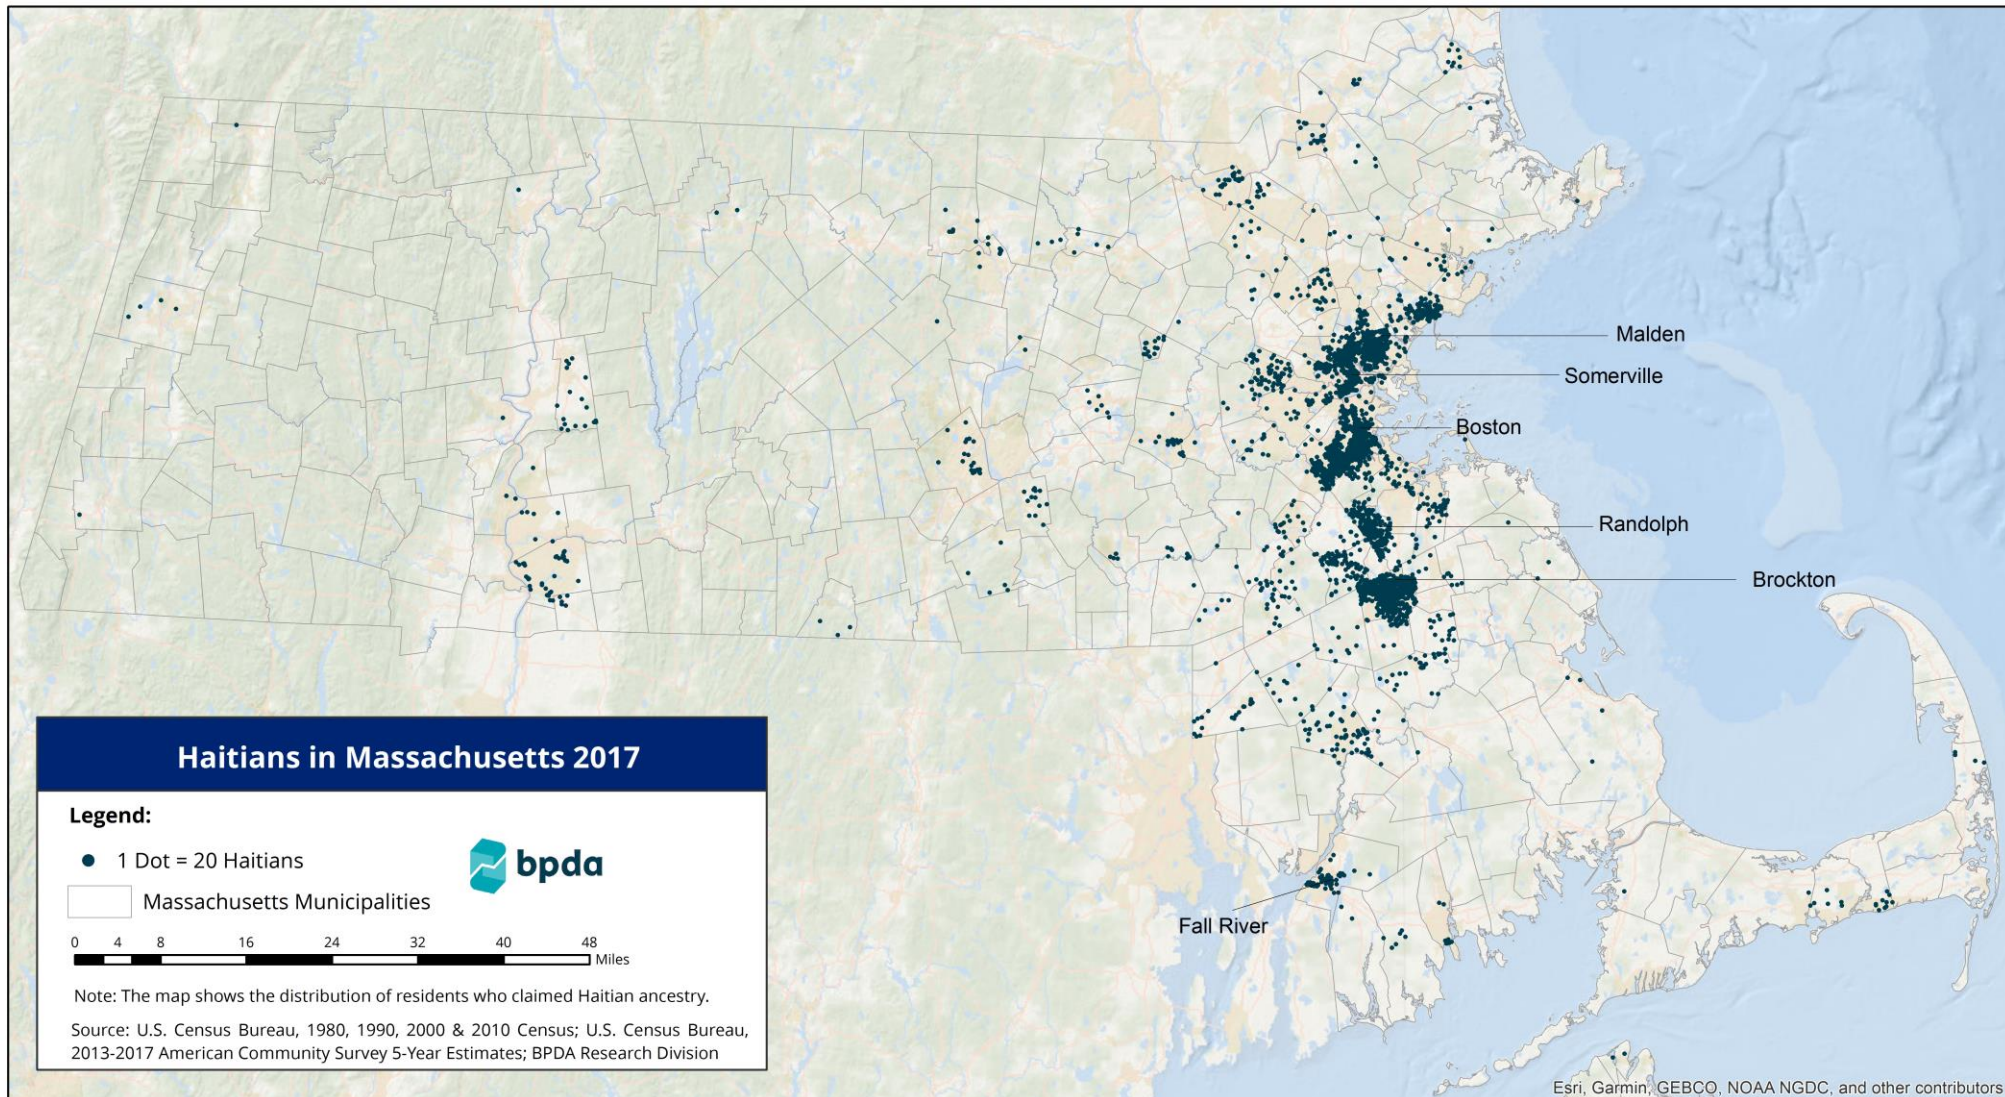 Malden
Somerville
Boston
Randolph
Brockton
Fall River
Haitians in Massachusetts 2017
Legend:
1 Dot = 20 Haitians
bpda
Massachusetts Municipalities
0 4 8 16 24 32 40 48
Miles
Note: The map shows the distribution of residents who claimed Haitian ancestry.
Source: U.S. Census Bureau, 1980, 1990, 2000 & 2010 Census; U.S. Census Bureau,
2013-2017 American Community Survey 5-Year Estimates; BPDA Research Division
Esri, Garmin, GEBCO, NOAA NGDC, and other contributors